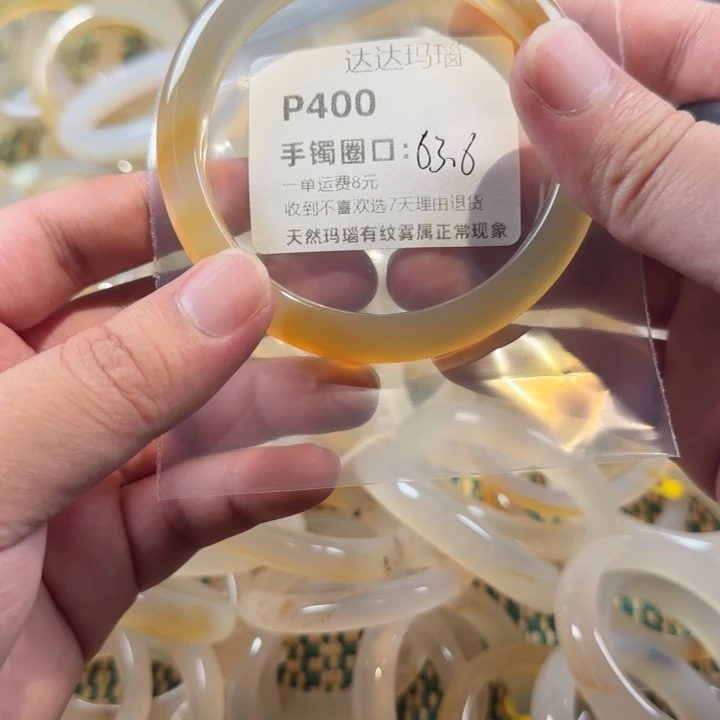 达达玛瑙
P400
手镯圈口:63.6
一单运费8元
收到不喜欢选7天理由退货
天然玛瑙有纹雾属正常现象